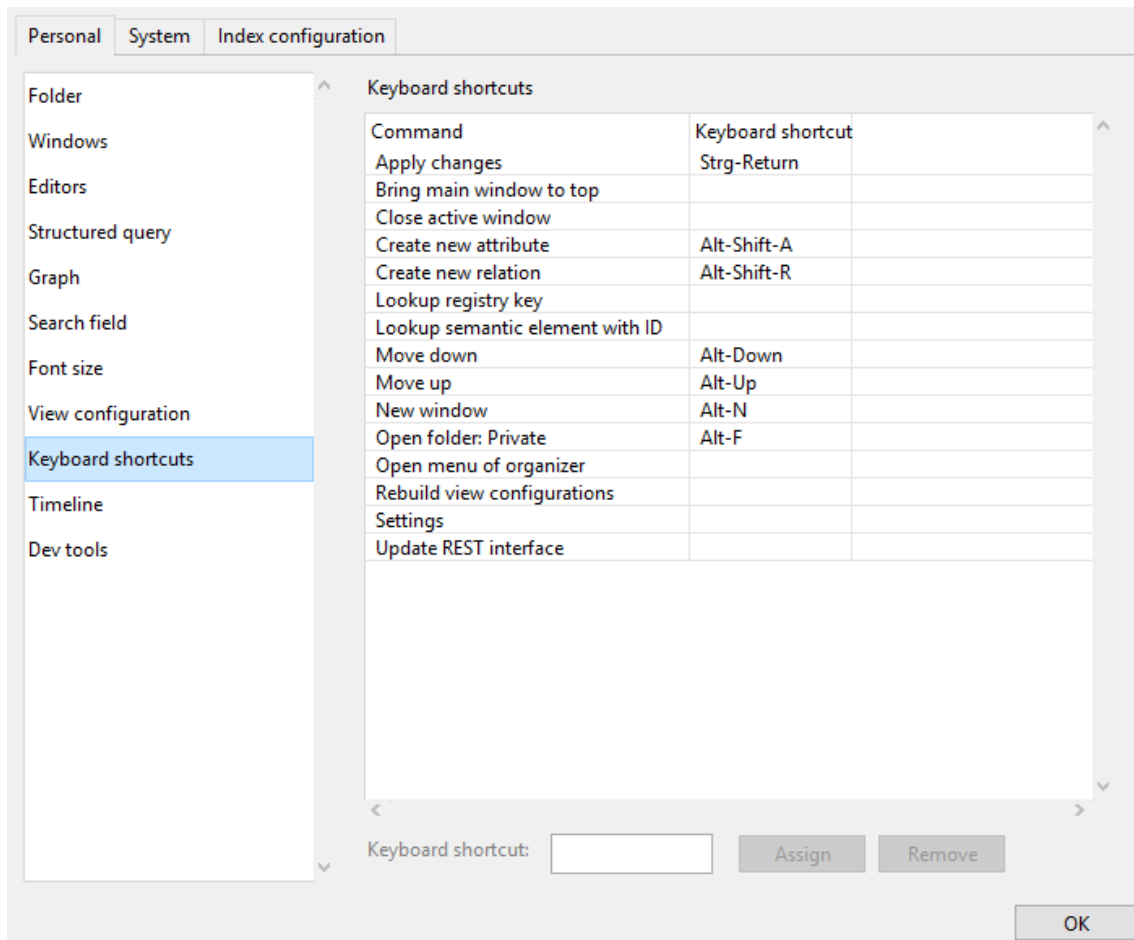 Personal System Index configuration
Folder
Windows
Editors
Structured query
Graph
Search field
Font size
View configuration
Keyboard shortcuts
Timeline
Dev tools
Keyboard shortcuts
Command Keyboard shortcut
Apply changes Strg-Return
Bring main window to top
Close active window
Create new attribute Alt-Shift-A
Create new relation Alt-Shift-R
Lookup registry key
Lookup semantic element with ID
Move down Alt-Down
Move up Alt-Up
New window Alt-N
Open folder: Private Alt-F
Open menu of organizer
Rebuild view configurations
Settings
Update REST interface
Keyboard shortcut: Assign Remove
OK